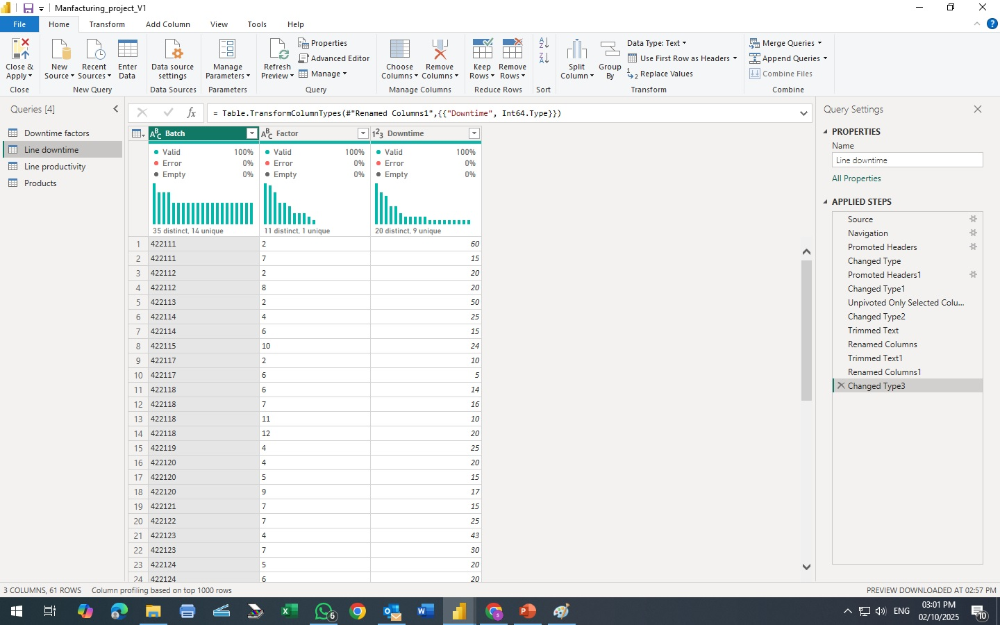 Manfacturing_project_V1
File Home Transform Add Column View Tools Help
Close & Apply
Close
New Source
Recent Sources
Enter Data
New Query
Data source settings
Data Sources
Manage Parameters
Parameters
Refresh Preview
Properties
Advanced Editor
Manage
Query
Choose Columns
Remove Columns
Manage Columns
Keep Rows
Remove Rows
Reduce Rows
Sort
Split Column
Group By
Data Type: Text
Use First Row as Headers
Replace Values
Transform
Merge Queries
Append Queries
Combine Files
Combine
Queries [4]
Downtime factors
Line downtime
Line productivity
Products
fx = Table.TransformColumnTypes(#"Renamed Columns1",{{"Downtime", Int64.Type}})
ABC Batch ABC Factor 123 Downtime
Valid 100% Valid 100% Valid 100%
Error 0% Error 0% Error 0%
Empty 0% Empty 0% Empty 0%
35 distinct, 14 unique 11 distinct, 1 unique 20 distinct, 9 unique
1 422111 2 60
2 422111 7 15
3 422112 2 20
4 422112 8 20
5 422113 2 50
6 422114 4 25
7 422114 6 15
8 422115 10 24
9 422117 2 10
10 422117 6 5
11 422118 6 14
12 422118 7 16
13 422118 11 10
14 422118 12 20
15 422119 4 25
16 422120 4 20
17 422120 5 15
18 422120 9 17
19 422121 7 15
20 422122 7 25
21 422123 4 43
22 422123 7 30
23 422124 5 20
24 422124 6 20
Query Settings
PROPERTIES
Name
Line downtime
All Properties
APPLIED STEPS
Source
Navigation
Promoted Headers
Changed Type
Promoted Headers1
Changed Type1
Unpivoted Only Selected Colu...
Changed Type2
Trimmed Text
Renamed Columns
Trimmed Text1
Renamed Columns1
Changed Type3
3 COLUMNS, 61 ROWS Column profiling based on top 1000 rows
PREVIEW DOWNLOADED AT 02:57 PM
6
ENG
03:01 PM
02/10/2025
10